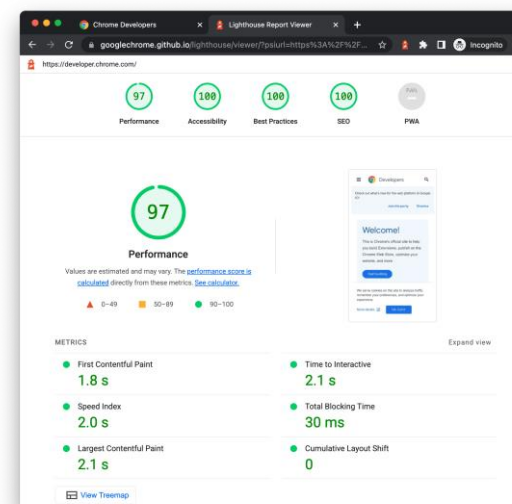 Chrome Developers
Lighthouse Report Viewer
googlechrome.github.io/lighthouse/viewer/?psiurl=https%3A%2F%2F...
Incognito
https://developer.chrome.com/
97
100
100
100
PWA
Performance
Accessibility
Best Practices
SEO
PWA
97
Performance
Values are estimated and may vary. The performance score is
calculated directly from these metrics. See calculator.
0–49
50–89
90–100
Developers
Welcome!
METRICS
Expand view
First Contentful Paint
1.8 s
Time to Interactive
2.1 s
Speed Index
2.0 s
Total Blocking Time
30 ms
Largest Contentful Paint
2.1 s
Cumulative Layout Shift
0
View Treemap